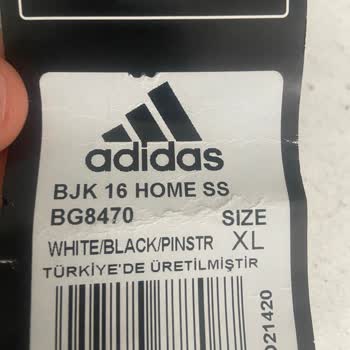 adidas
BJK 16 HOME SS
BG8470 SIZE
WHITE/BLACK/PINSTR XL
TÜRKİYE'DE ÜRETİLMİŞTİR
021420